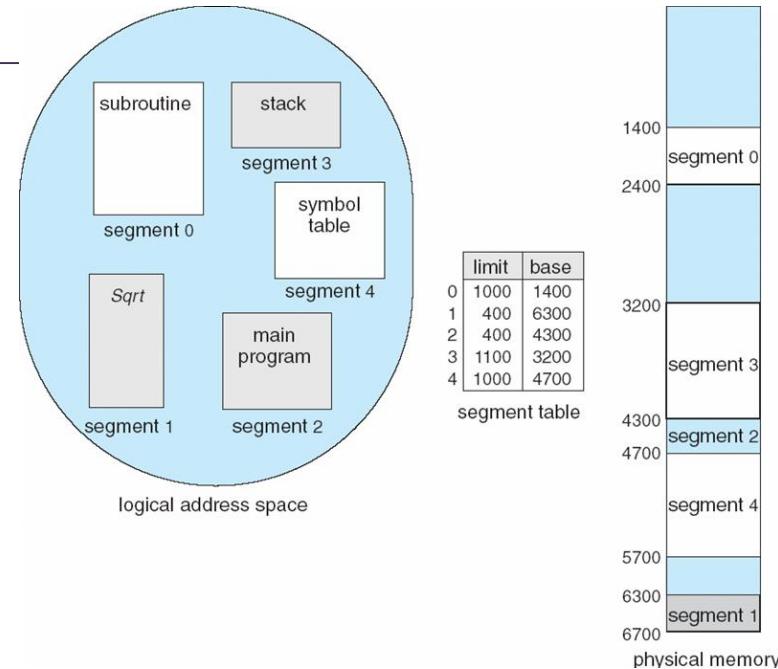 subroutine
segment 0
stack
segment 3
symbol
table
segment 4
Sqrt
segment 1
main
program
segment 2
logical address space
limit base
0 1000 1400
1 400 6300
2 400 4300
3 1100 3200
4 1000 4700
segment table
1400
segment 0
2400
3200
segment 3
4300
segment 2
4700
segment 4
5700
6300
segment 1
6700
physical memory